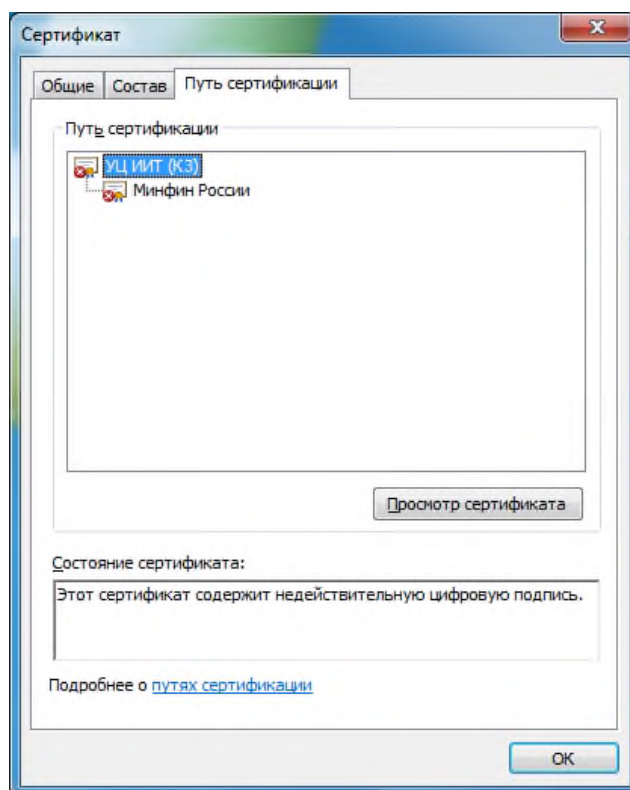 Сертификат
Общие Состав Путь сертификации
Путь сертификации
УЦ ИИТ (К3)
Минфин России
Просмотр сертификата
Состояние сертификата:
Этот сертификат содержит недействительную цифровую подпись.
Подробнее о путях сертификации
ОК